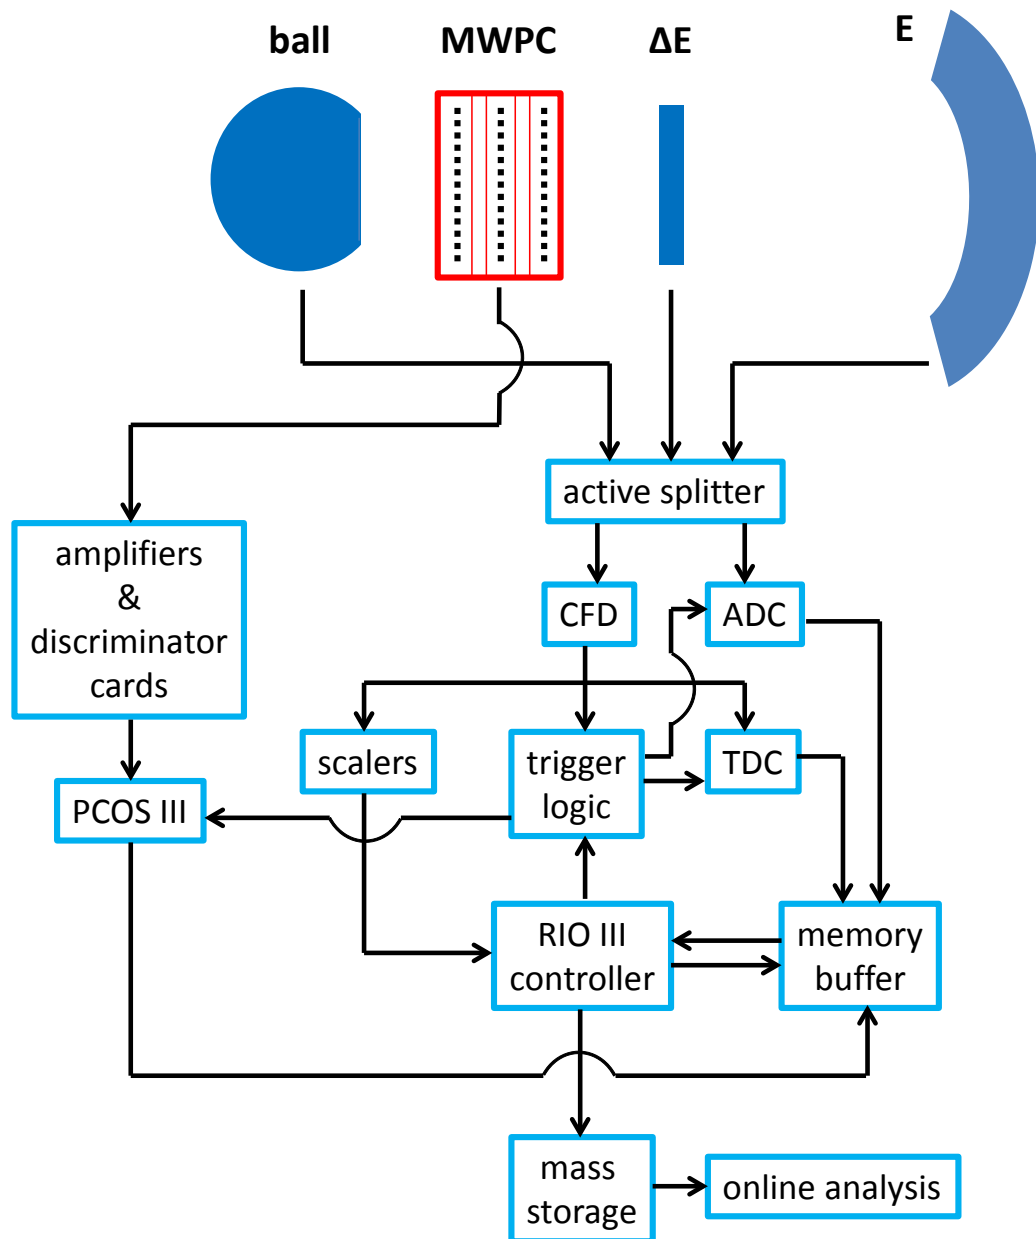 ball
MWPC
ΔE
E
active splitter
amplifiers
&
discriminator
cards
CFD
ADC
scalers
trigger
logic
TDC
PCOS III
RIO III
controller
memory
buffer
mass
storage
online analysis